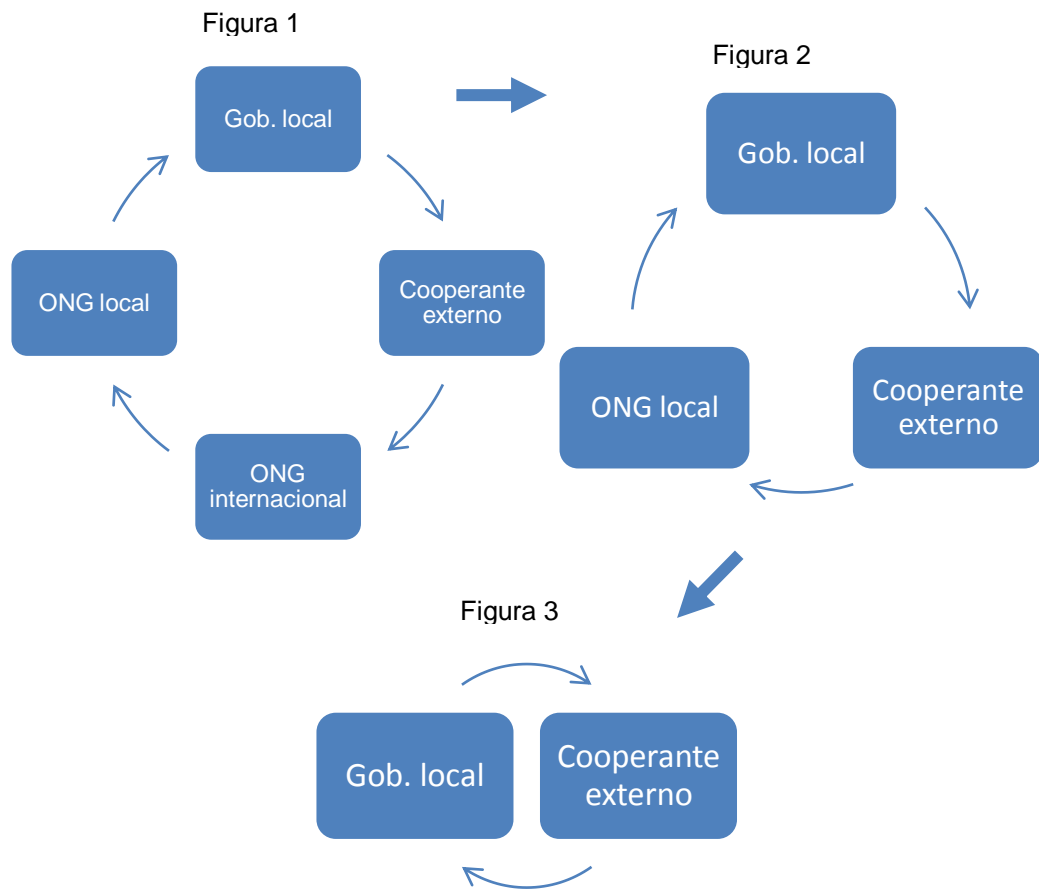 Figura 1
Gob. local
Cooperante
externo
ONG
internacional
ONG local
Figura 2
Gob. local
Cooperante
externo
ONG local
Figura 3
Gob. local
Cooperante
externo